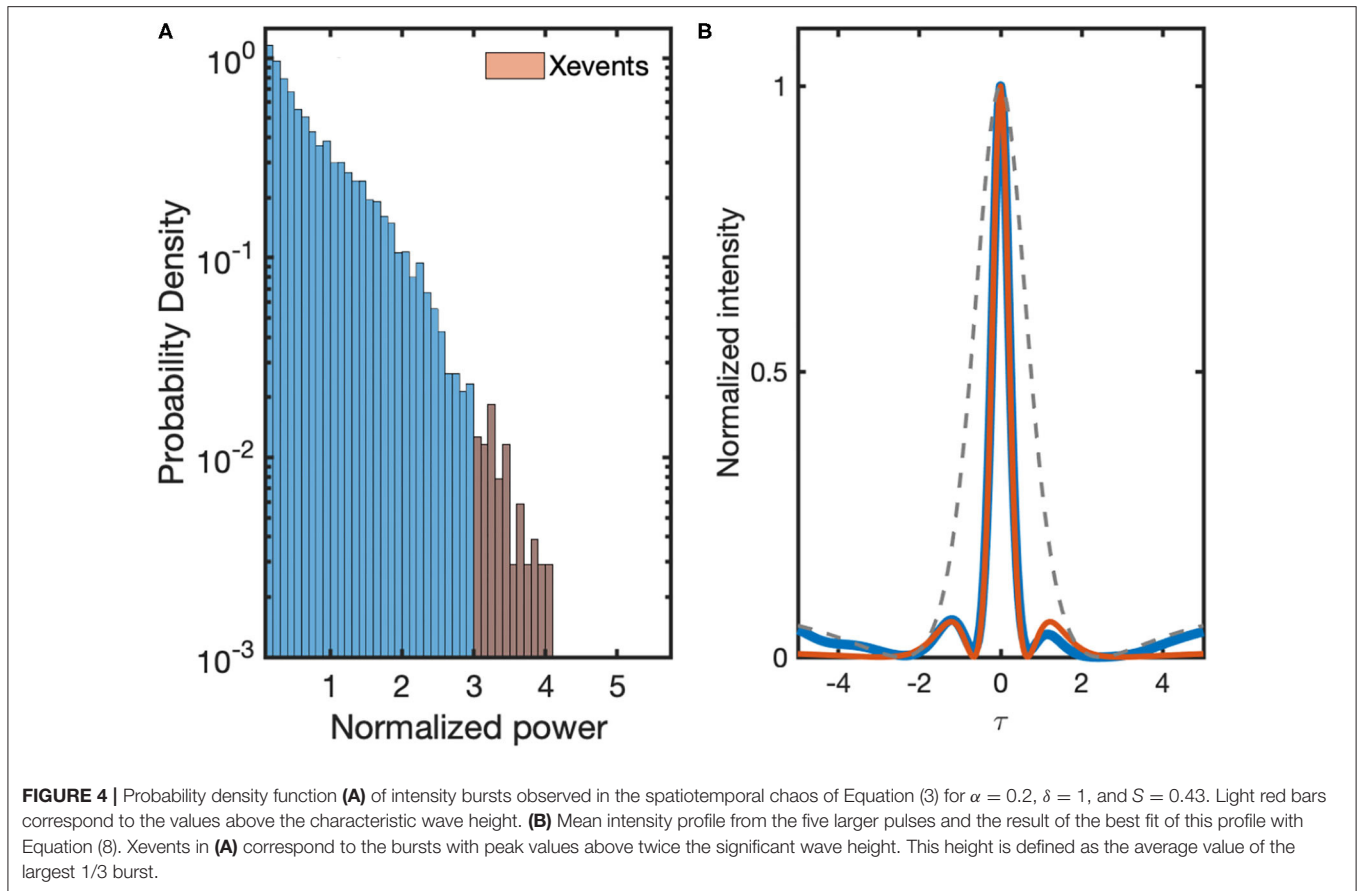 A
10^0
10^-1
10^-2
10^-3
Probability Density
Xevents
1 2 3 4 5
Normalized power
B
1
0.5
0
Normalized intensity
-4 -2 0 2 4
τ
FIGURE 4 | Probability density function (A) of intensity bursts observed in the spatiotemporal chaos of Equation (3) for α = 0.2, δ = 1, and S = 0.43. Light red bars
correspond to the values above the characteristic wave height. (B) Mean intensity profile from the five larger pulses and the result of the best fit of this profile with
Equation (8). Xevents in (A) correspond to the bursts with peak values above twice the significant wave height. This height is defined as the average value of the
largest 1/3 burst.